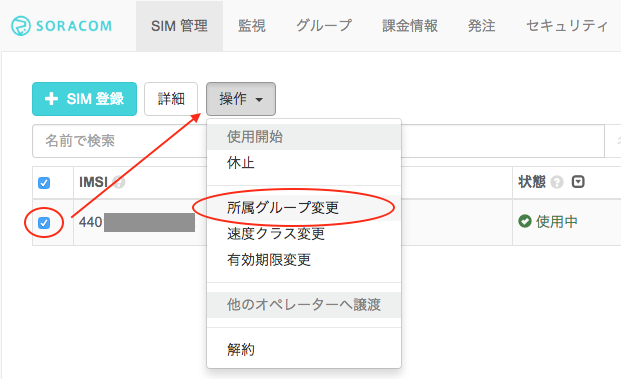 SORACOM
SIM 管理
監視
グループ
課金情報
発注
セキュリティ
+ SIM 登録
詳細
操作
名前で検索
使用開始
休止
所属グループ変更
速度クラス変更
有効期限変更
他のオペレーターへ譲渡
解約
IMSI ?
状態 ?
440
使用中